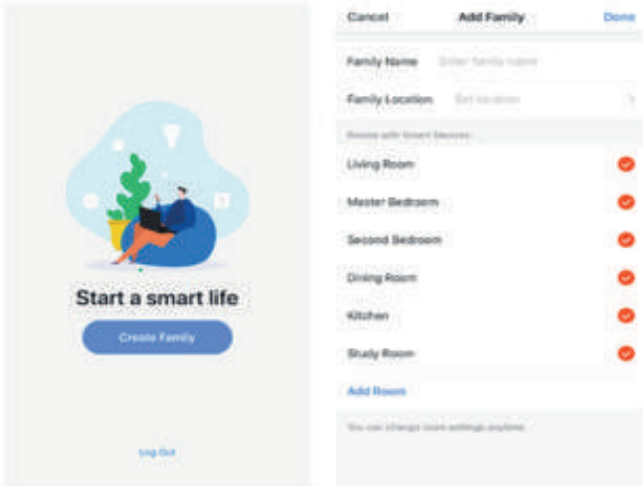 Start a smart life
Create Family
Log Out
Cancel Add Family Done
Family Name Enter family name
Family Location Set location
Rooms with Smart Devices:
Living Room
Master Bedroom
Second Bedroom
Dining Room
Kitchen
Study Room
Add Room
You can change room settings anytime